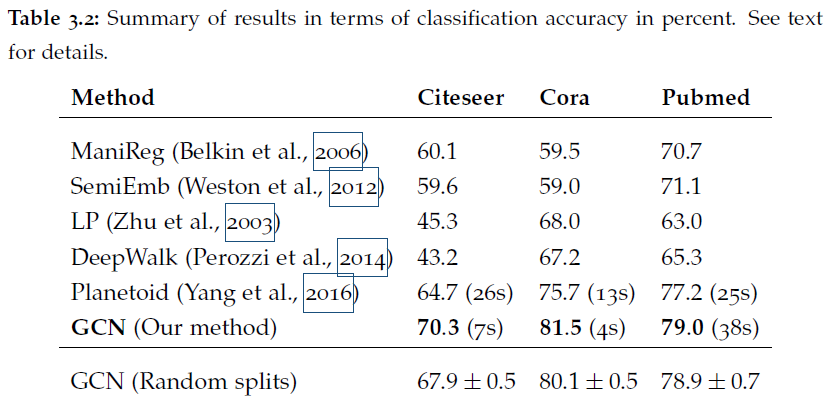 Table 3.2: Summary of results in terms of classification accuracy in percent. See text
for details.
Method Citeseer Cora Pubmed
ManiReg (Belkin et al., 2006) 60.1 59.5 70.7
SemiEmb (Weston et al., 2012) 59.6 59.0 71.1
LP (Zhu et al., 2003) 45.3 68.0 63.0
DeepWalk (Perozzi et al., 2014) 43.2 67.2 65.3
Planetoid (Yang et al., 2016) 64.7 (26s) 75.7 (13s) 77.2 (25s)
GCN (Our method) 70.3 (7s) 81.5 (4s) 79.0 (38s)
GCN (Random splits) 67.9 ± 0.5 80.1 ± 0.5 78.9 ± 0.7